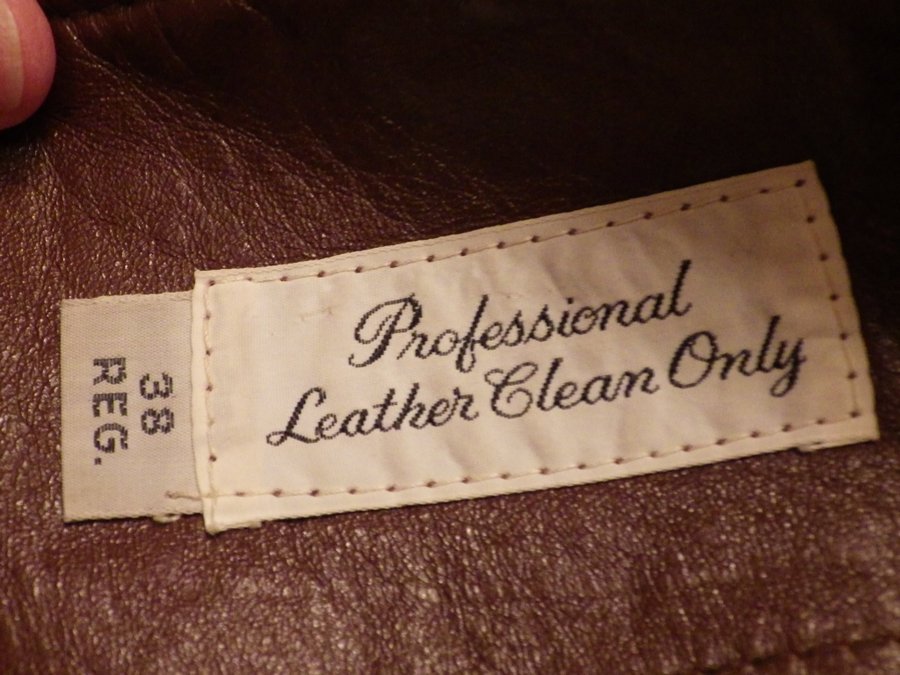 Professional
Leather Clean Only
38
REG.